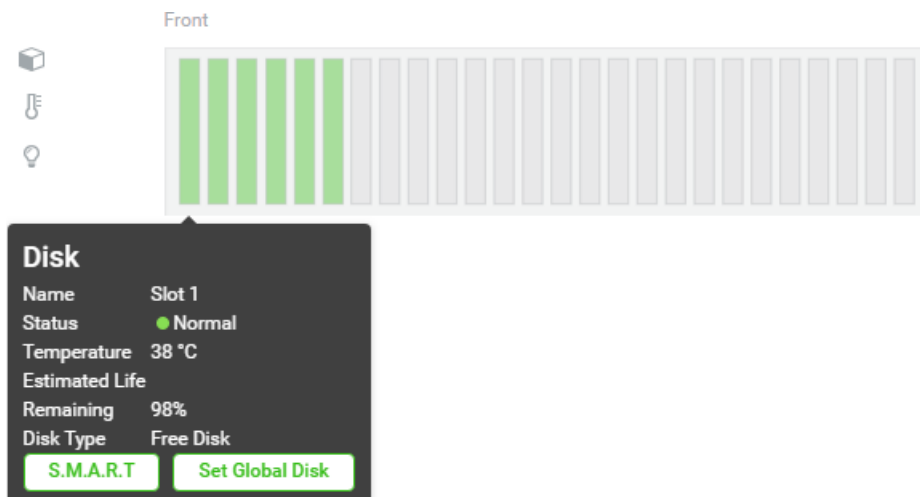 Front
Disk
Name Slot 1
Status Normal
Temperature 38 °C
Estimated Life
Remaining 98%
Disk Type Free Disk
S.M.A.R.T Set Global Disk